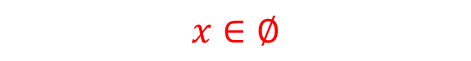 𝑥 ∈ ∅